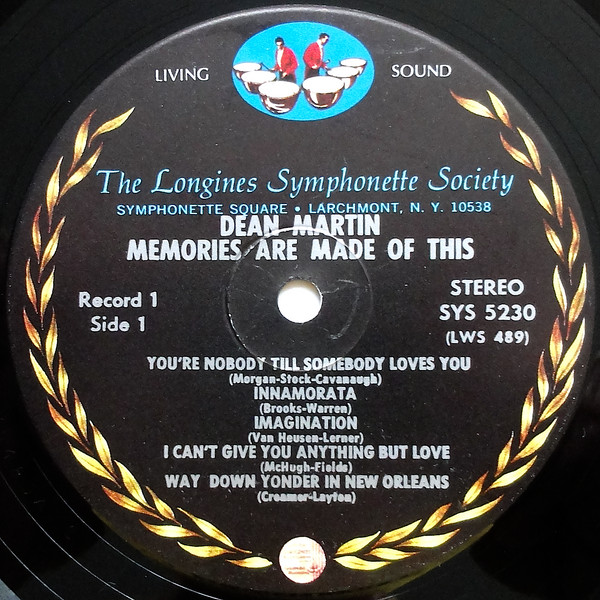 LIVING SOUND
The Longines Symphonette Society
SYMPHONETTE SQUARE • LARCHMONT, N. Y. 10538
DEAN MARTIN
MEMORIES ARE MADE OF THIS
Record 1
Side 1
STEREO
SYS 5230
(LWS 489)
YOU'RE NOBODY TILL SOMEBODY LOVES YOU
(Morgan-Stock-Cavanaugh)
INNAMORATA
(Brooks-Warren)
IMAGINATION
(Van Heusen-Lerner)
I CAN'T GIVE YOU ANYTHING BUT LOVE
(McHugh-Fields)
WAY DOWN YONDER IN NEW ORLEANS
(Creamer-Layton)